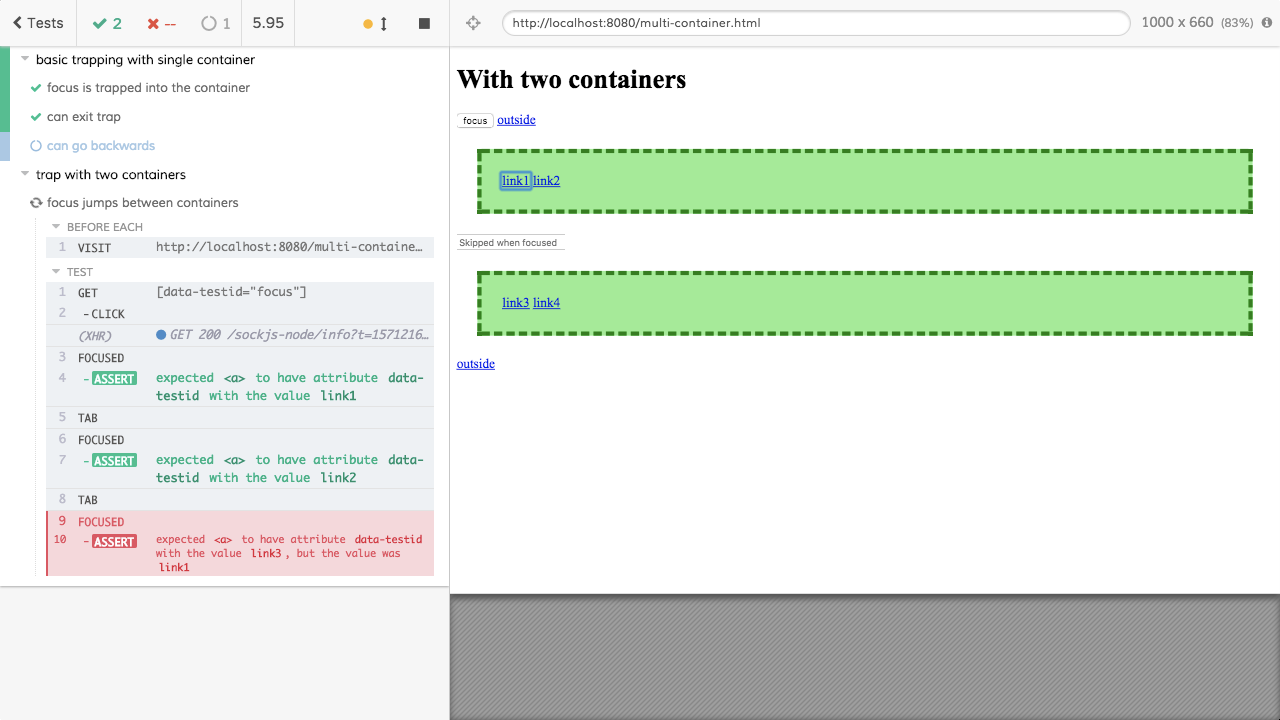 Tests
2
--
1
5.95
http://localhost:8080/multi-container.html
1000 x 660 (83%)
basic trapping with single container
focus is trapped into the container
can exit trap
can go backwards
trap with two containers
focus jumps between containers
BEFORE EACH
1 VISIT http://localhost:8080/multi-containe…
TEST
1 GET [data-testid="focus"]
2 -CLICK
(XHR) GET 200 /sockjs-node/info?t=1571216…
3 FOCUSED
4 -ASSERT expected <a> to have attribute data-
testid with the value link1
5 TAB
6 FOCUSED
7 -ASSERT expected <a> to have attribute data-
testid with the value link2
8 TAB
9 FOCUSED
10 -ASSERT expected <a> to have attribute data-testid
with the value link3 , but the value was
link1
With two containers
focus outside
link1 link2
Skipped when focused
link3 link4
outside